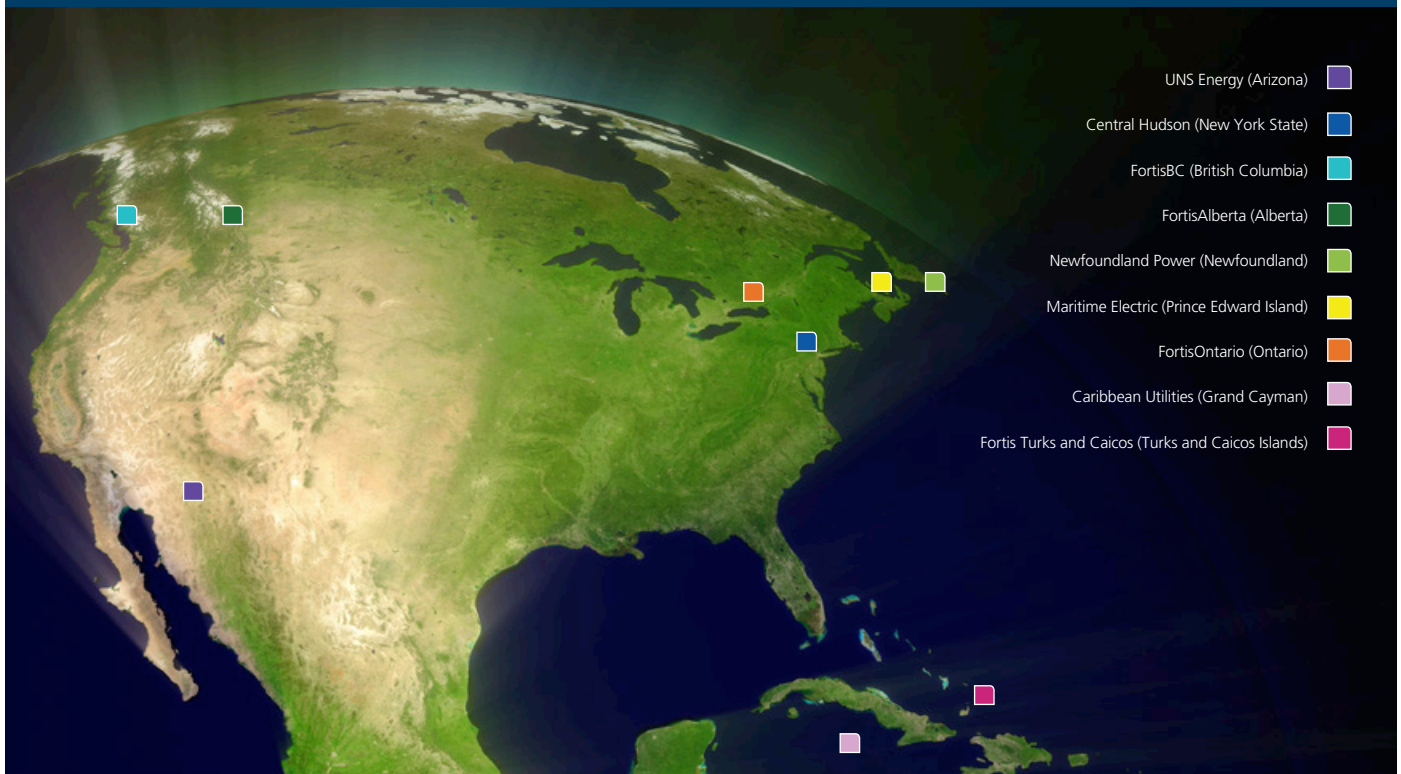 UNS Energy (Arizona)
Central Hudson (New York State)
FortisBC (British Columbia)
FortisAlberta (Alberta)
Newfoundland Power (Newfoundland)
Maritime Electric (Prince Edward Island)
FortisOntario (Ontario)
Caribbean Utilities (Grand Cayman)
Fortis Turks and Caicos (Turks and Caicos Islands)